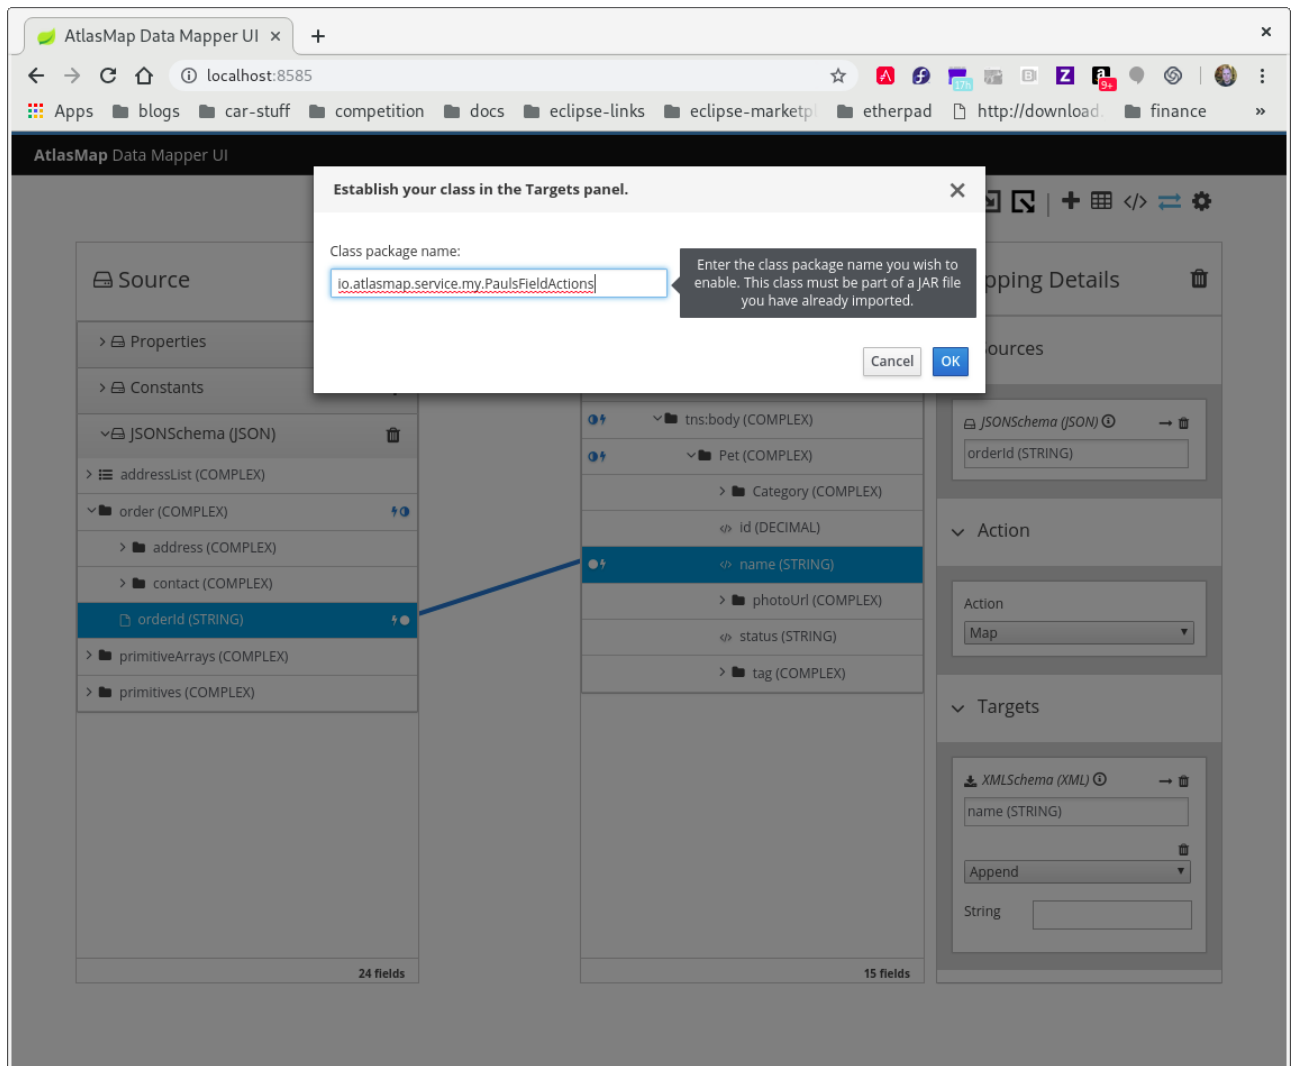 AtlasMap Data Mapper UI
localhost:8585
17h
9+
Apps
blogs
car-stuff
competition
docs
eclipse-links
eclipse-marketpl
etherpad
http://download.
finance
»
AtlasMap Data Mapper UI
Establish your class in the Targets panel.
Class package name:
io.atlasmap.service.my.PaulsFieldActions
Enter the class package name you wish to
enable. This class must be part of a JAR file
you have already imported.
Cancel
OK
Source
Properties
Constants
JSONSchema (JSON)
addressList (COMPLEX)
order (COMPLEX)
address (COMPLEX)
contact (COMPLEX)
orderId (STRING)
primitiveArrays (COMPLEX)
primitives (COMPLEX)
24 fields
tns:body (COMPLEX)
Pet (COMPLEX)
Category (COMPLEX)
id (DECIMAL)
name (STRING)
photoUrl (COMPLEX)
status (STRING)
tag (COMPLEX)
15 fields
pping Details
ources
JSONSchema (JSON)
orderId (STRING)
Action
Action
Map
Targets
XMLSchema (XML)
name (STRING)
Append
String